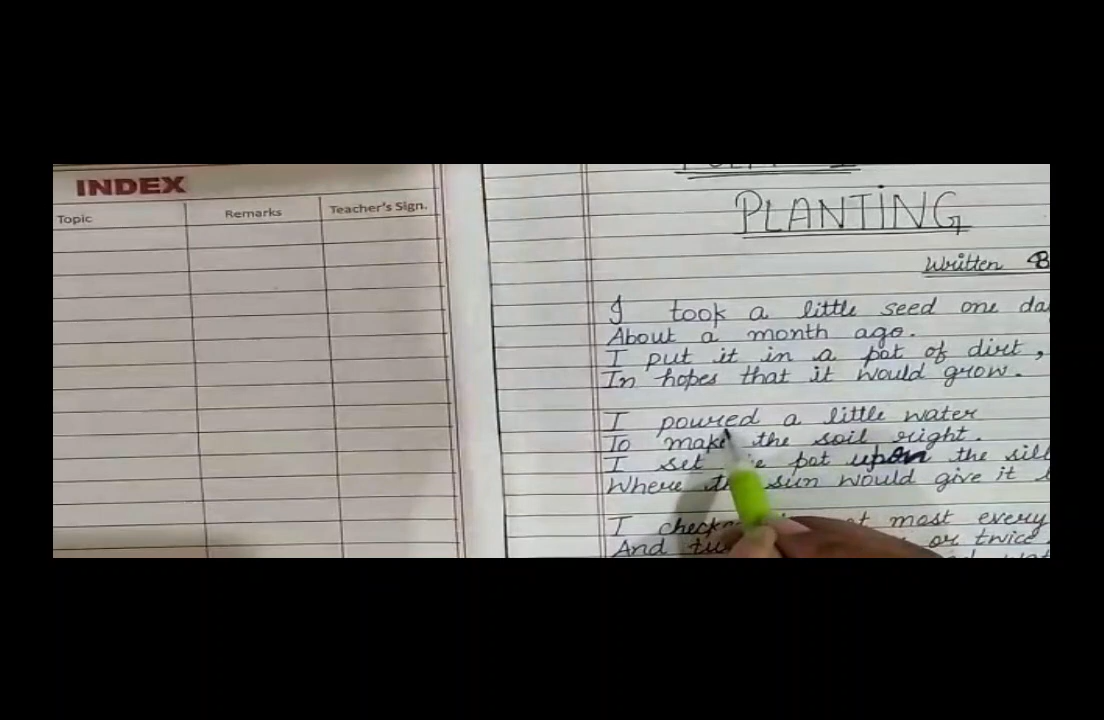 INDEX
Topic
Remarks
Teacher's Sign.
PLANTING
Written
I took a little seed one
About a month ago.
I put it in a pot of dirt,
In hopes that it would grow.
I poured a little water
To make the soil right.
I set pot upon the sill
Where sun would give it
I most every
And or twice